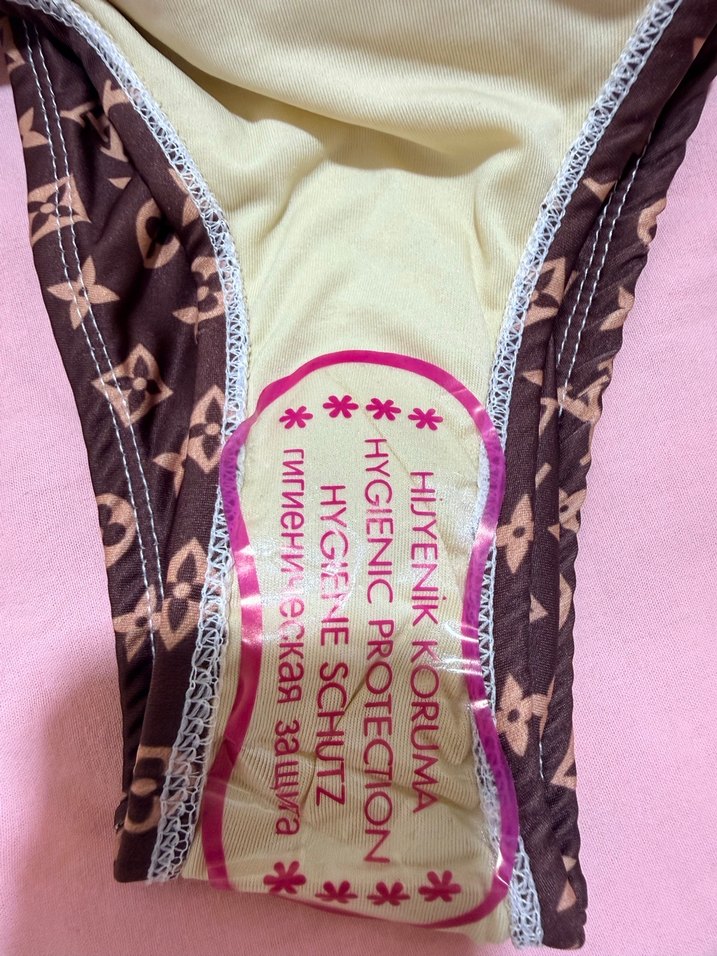 ****
HİJYENİK KORUMA
HYGIENIC PROTECTION
HYGIENE SCHUTZ
гигиеническая защита
****